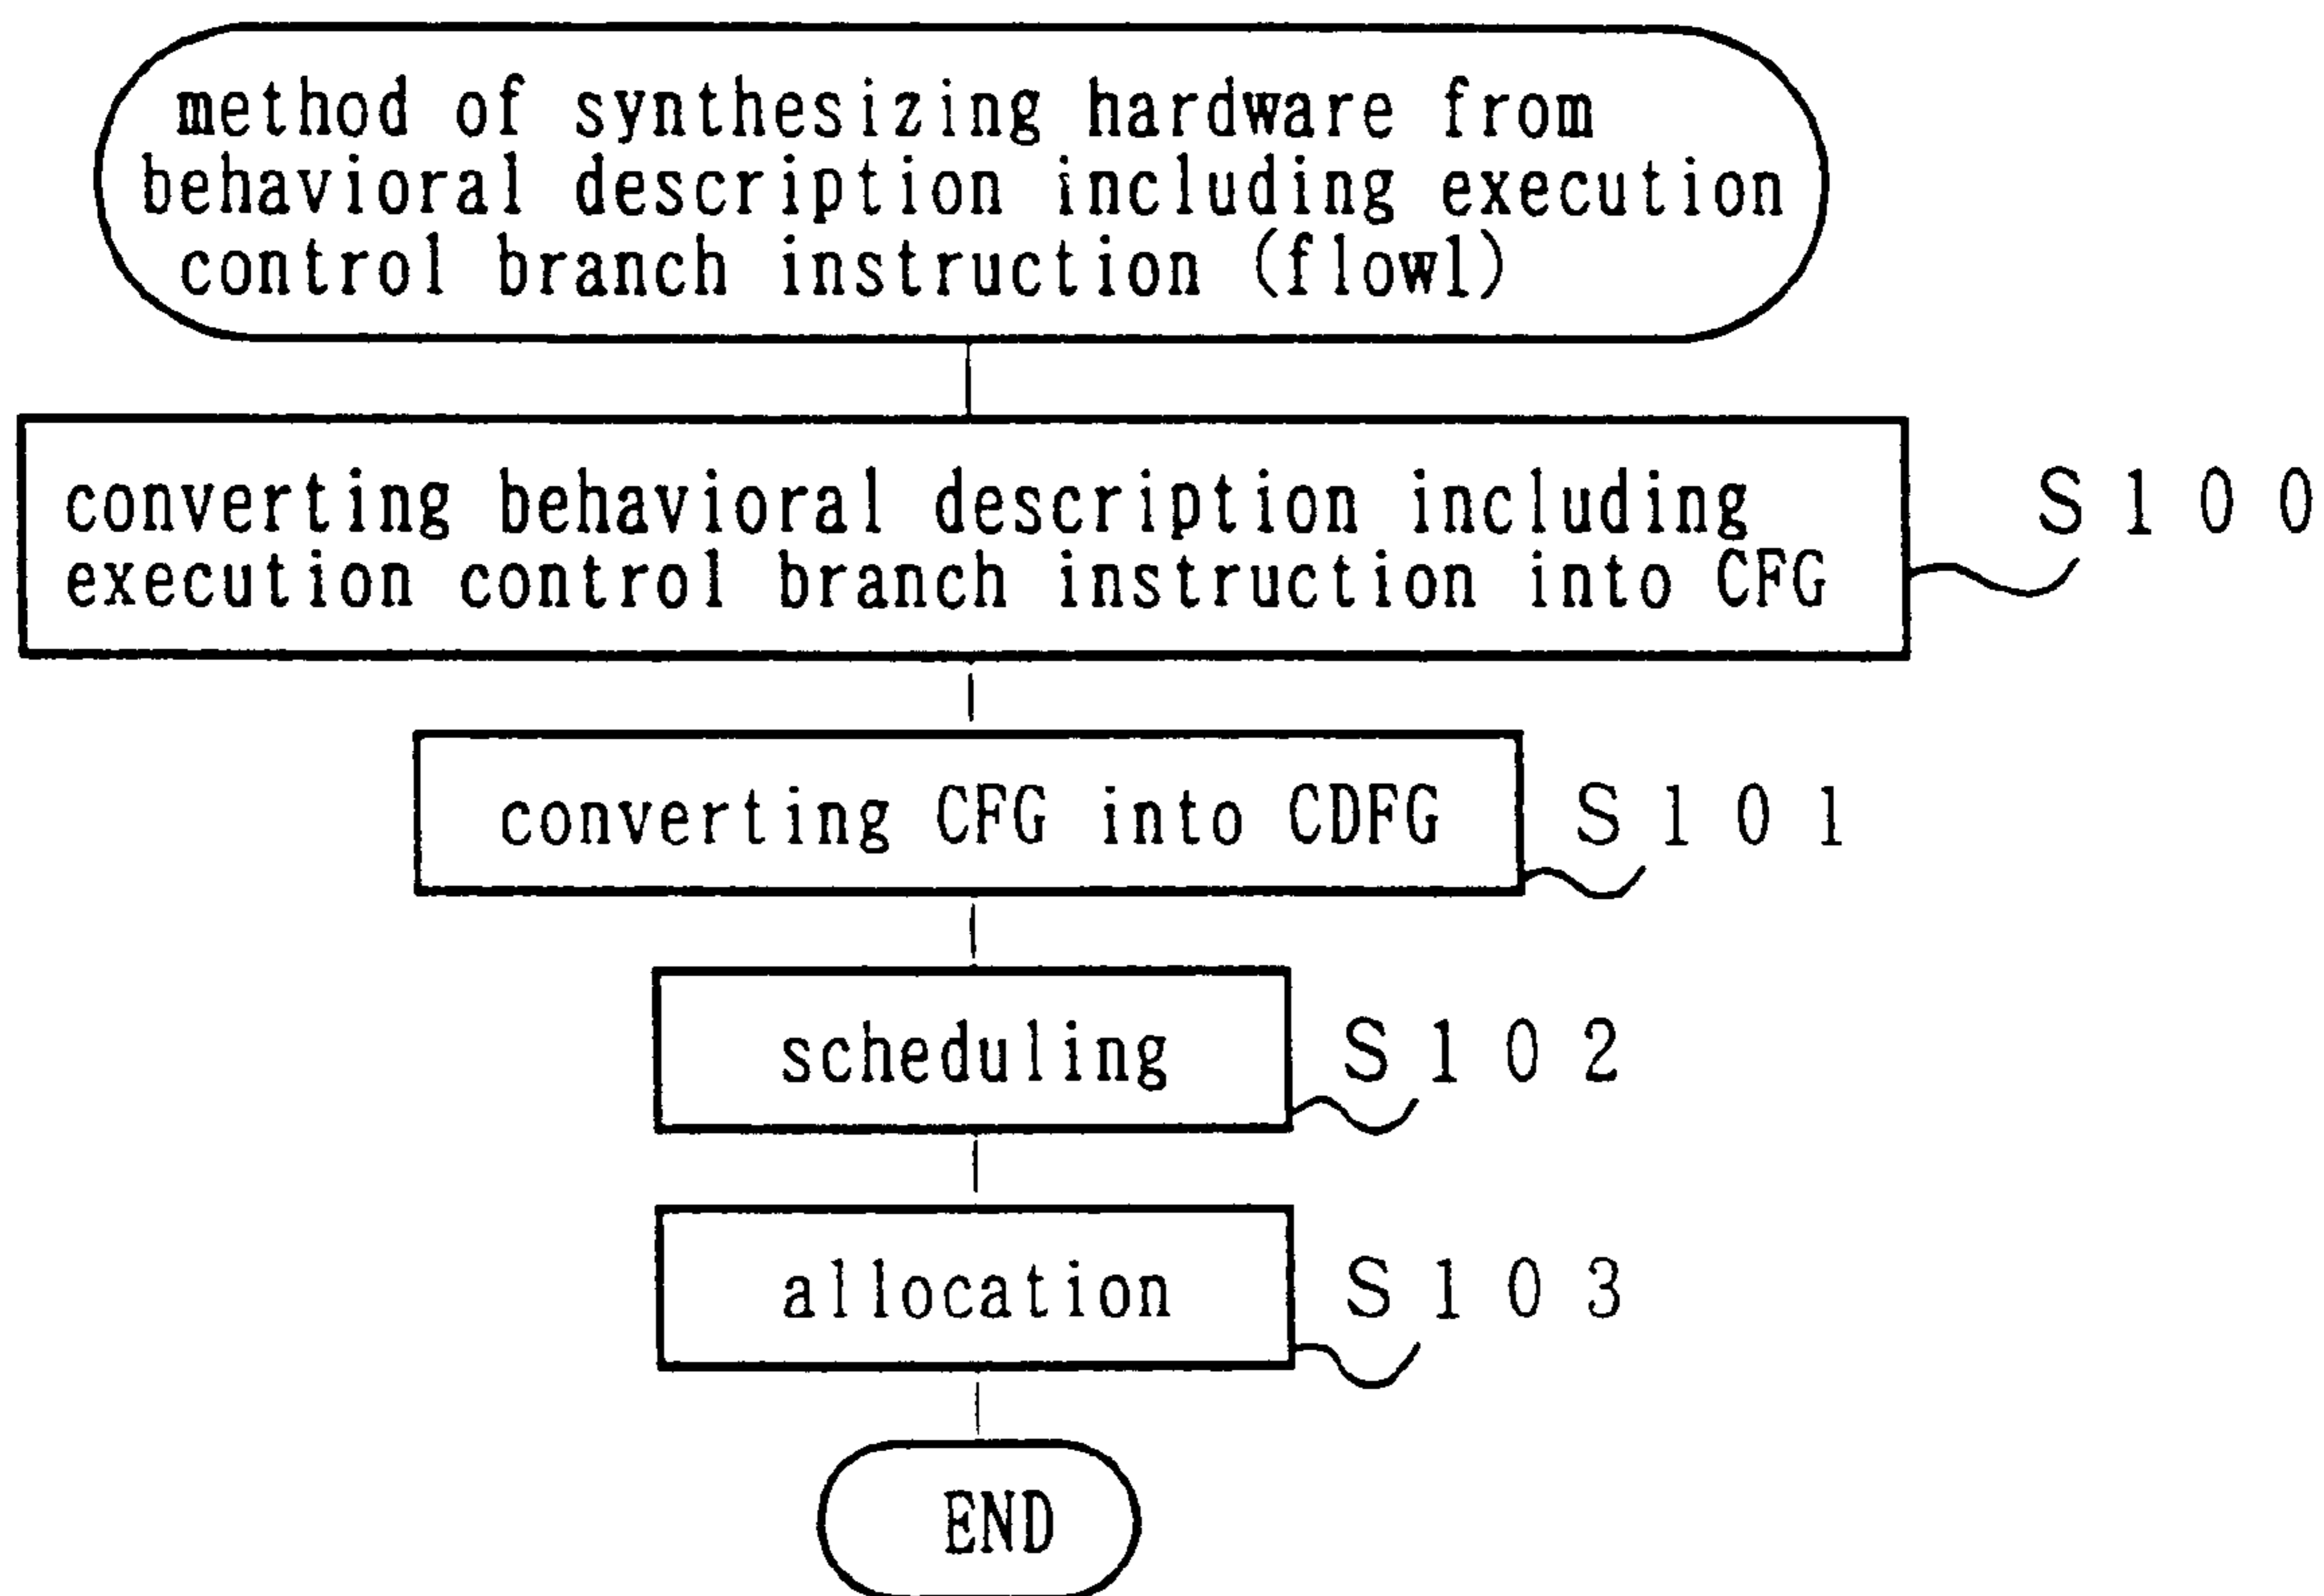 method of synthesizing hardware from
behavioral description including execution
control branch instruction (flow1)
converting behavioral description including
execution control branch instruction into CFG
S100
converting CFG into CDFG
S101
scheduling
S102
allocation
S103
END